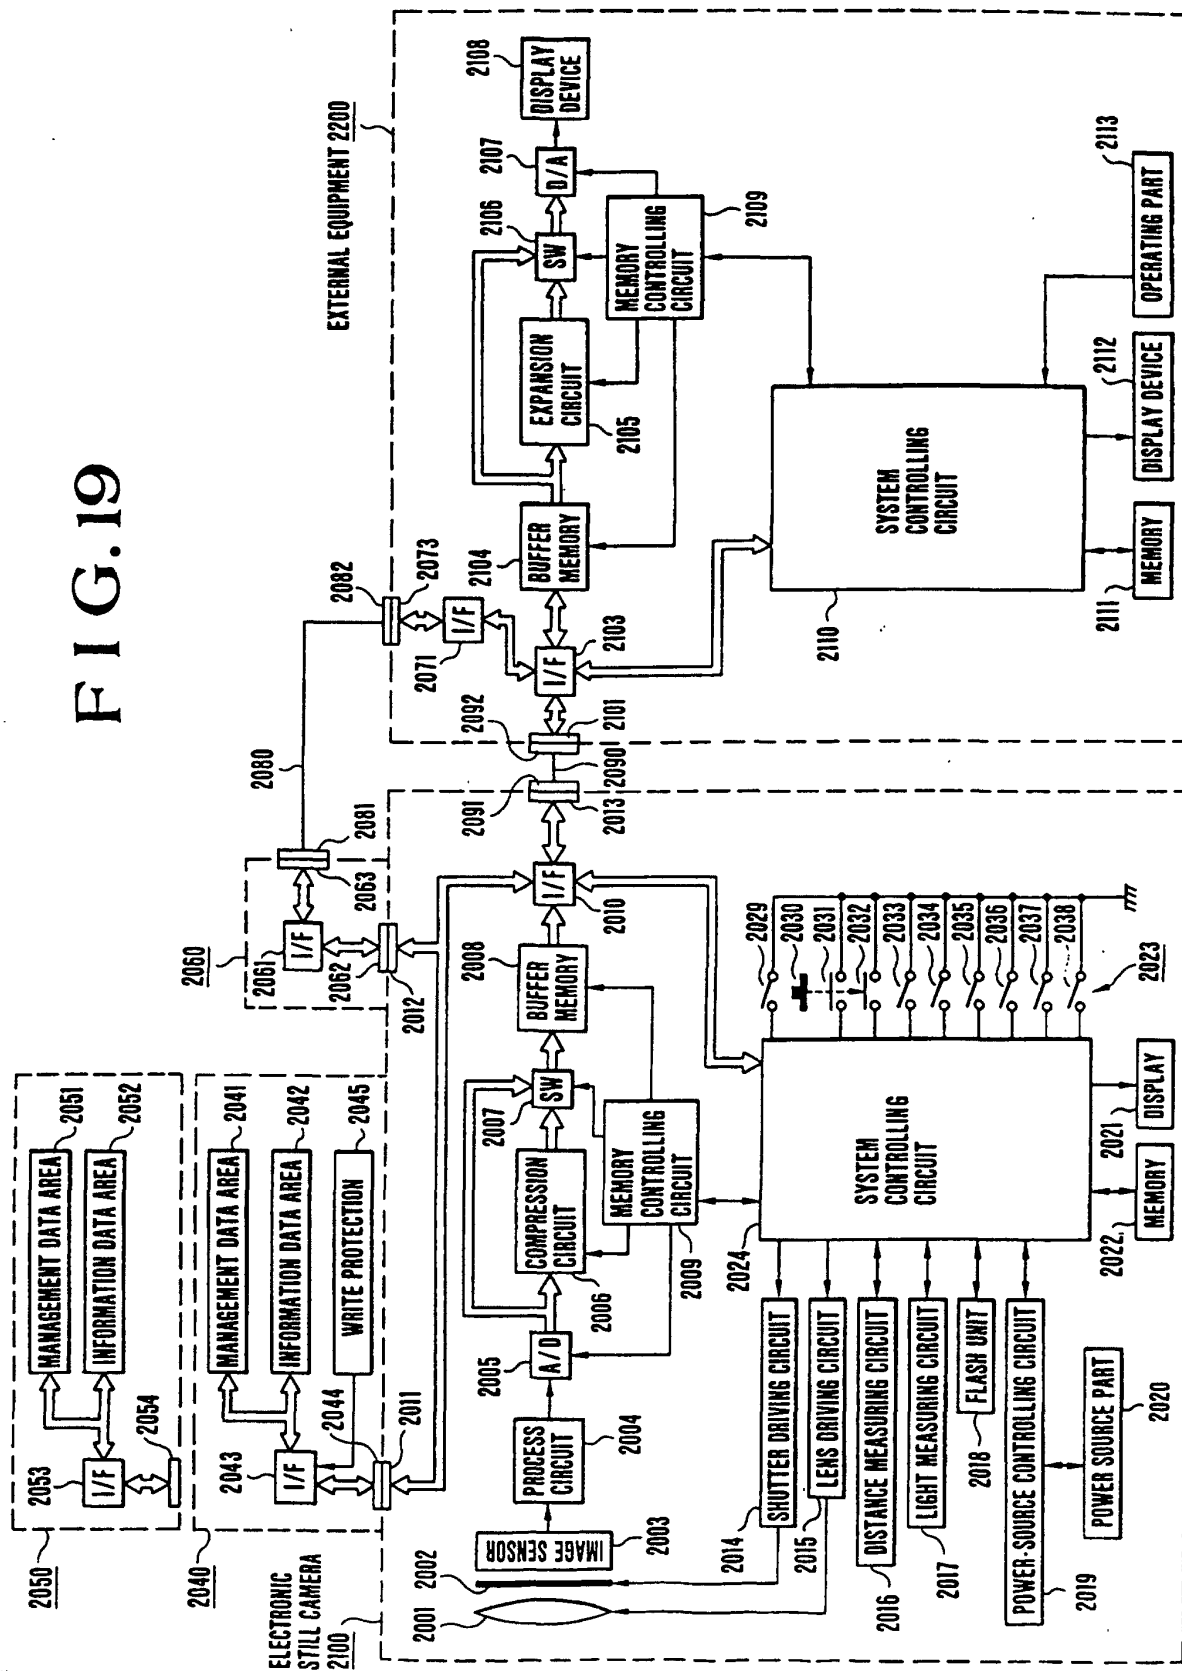 FIG.19
2050
2053
I/F
2054
MANAGEMENT DATA AREA
2051
INFORMATION DATA AREA
2052
2040
2043
I/F
2044
MANAGEMENT DATA AREA
2041
INFORMATION DATA AREA
2042
WRITE PROTECTION
2045
2011
2060
2061
I/F
2062
2012
2063
2081
2080
2082
2073
2071
I/F
EXTERNAL EQUIPMENT 2200
ELECTRONIC
STILL CAMERA
2100
2001
2002
IMAGE SENSOR
2003
PROCESS
CIRCUIT
2004
A/D
2005
COMPRESSION
CIRCUIT
2006
SW
2007
BUFFER
MEMORY
2008
MEMORY
CONTROLLING
CIRCUIT
2009
I/F
2010
2013
2091
2090
2092
2101
I/F
2103
BUFFER
MEMORY
2104
EXPANSION
CIRCUIT
2105
SW
2106
D/A
2107
DISPLAY
DEVICE
2108
MEMORY
CONTROLLING
CIRCUIT
2109
2014
SHUTTER DRIVING CIRCUIT
2015
LENS DRIVING CIRCUIT
2016
DISTANCE MEASURING CIRCUIT
2017
LIGHT MEASURING CIRCUIT
2018
FLASH UNIT
2019
POWER-SOURCE CONTROLLING CIRCUIT
2020
POWER SOURCE PART
2024
SYSTEM
CONTROLLING
CIRCUIT
2022
MEMORY
2021
DISPLAY
2029
2030
2031
2032
2033
2034
2035
2036
2037
2038
2023
2110
SYSTEM
CONTROLLING
CIRCUIT
2111
MEMORY
2112
DISPLAY DEVICE
2113
OPERATING PART